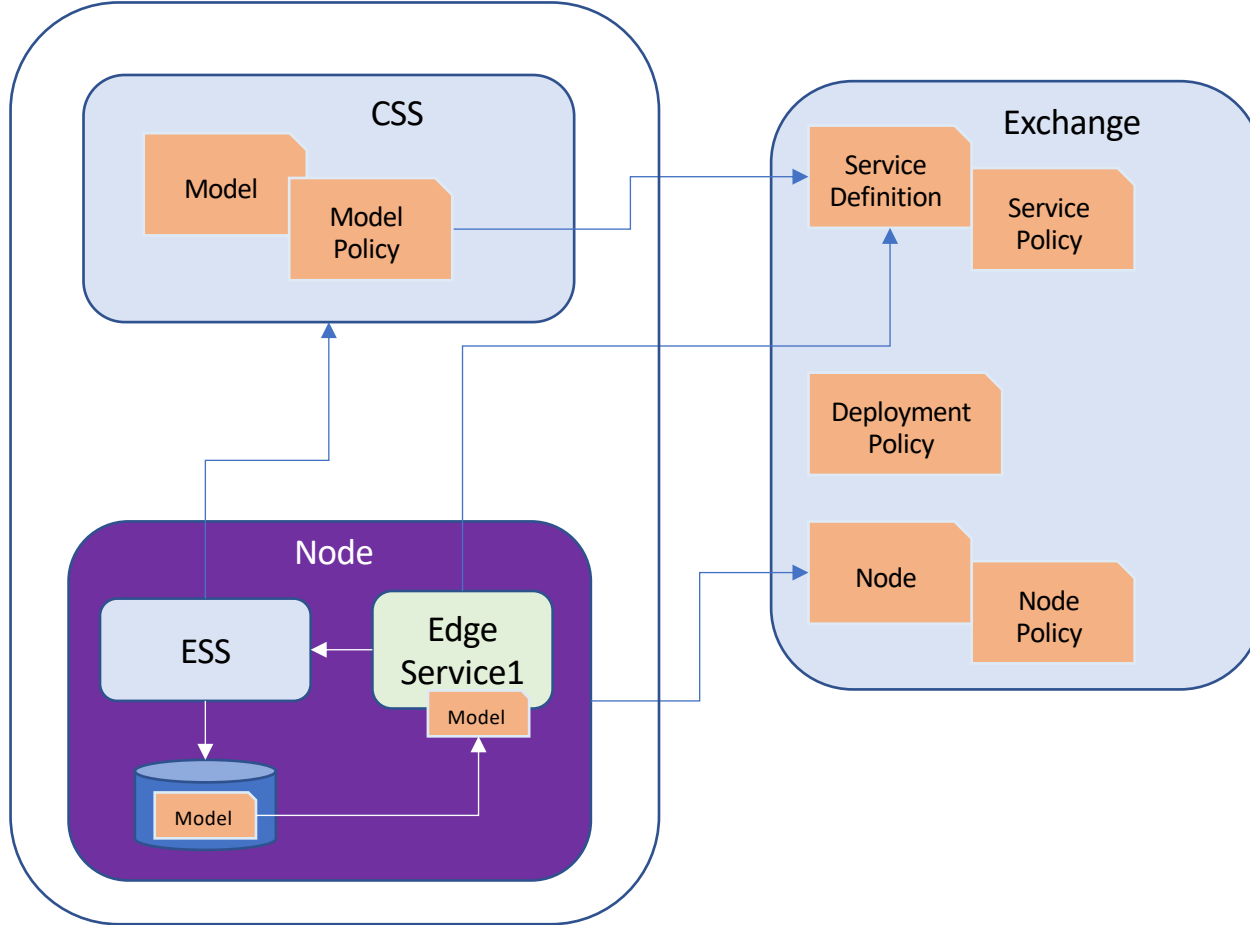 CSS
Model
Model
Policy
Exchange
Service
Definition
Service
Policy
Deployment
Policy
Node
Node
Policy
Node
ESS
Edge
Service1
Model
Model